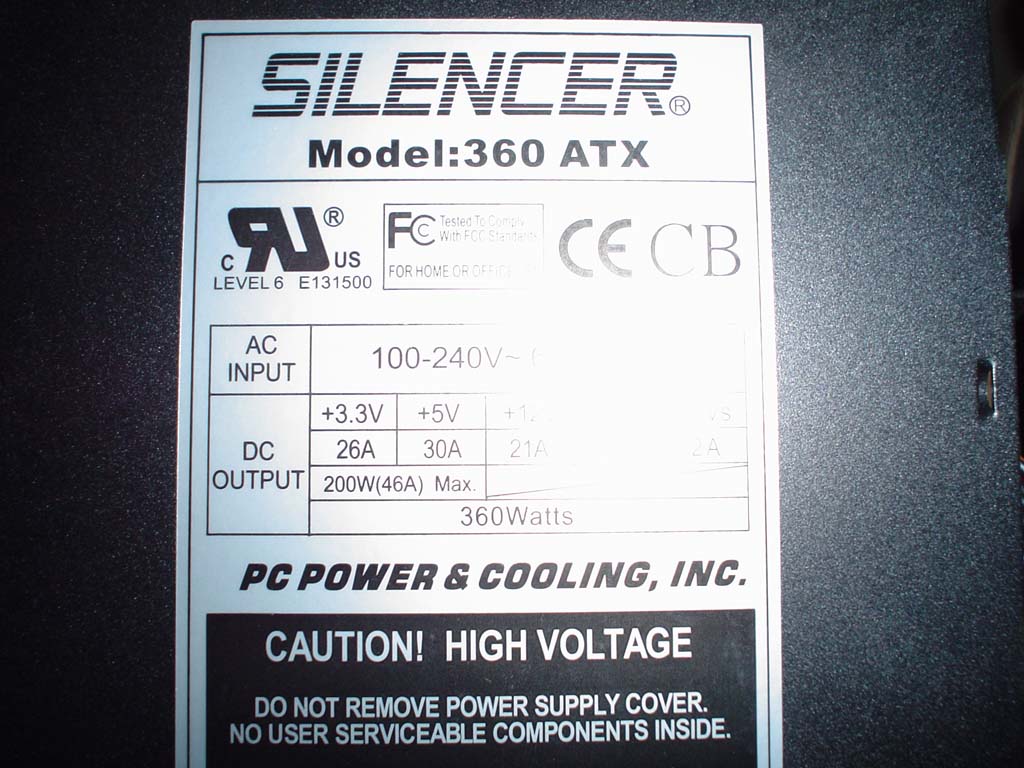 SILENCER®
Model:360 ATX
C RU® US
LEVEL 6 E131500
FC Tested To Comply
With FCC Standards
FOR HOME OR OFFICE
CE CB
AC INPUT 100-240V~
DC OUTPUT +3.3V +5V
26A 30A 21A
200W(46A) Max.
360Watts
PC POWER & COOLING, INC.
CAUTION! HIGH VOLTAGE
DO NOT REMOVE POWER SUPPLY COVER.
NO USER SERVICEABLE COMPONENTS INSIDE.